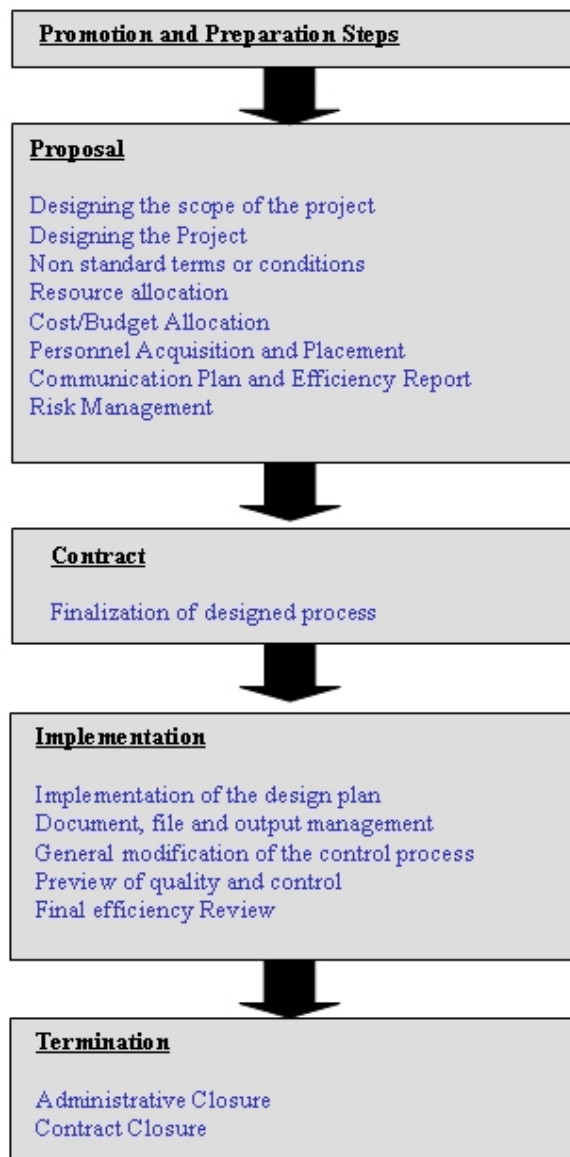 Promotion and Preparation Steps
Proposal
Designing the scope of the project
Designing the Project
Non standard terms or conditions
Resource allocation
Cost/Budget Allocation
Personnel Acquisition and Placement
Communication Plan and Efficiency Report
Risk Management
Contract
Finalization of designed process
Implementation
Implementation of the design plan
Document, file and output management
General modification of the control process
Preview of quality and control
Final efficiency Review
Termination
Administrative Closure
Contract Closure